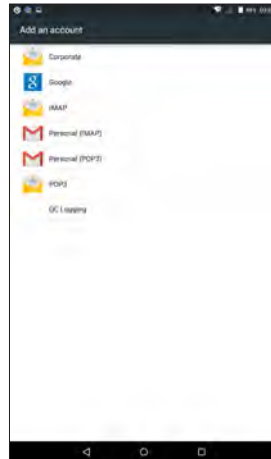 Add an account
Corporate
Google
IMAP
Personal (IMAP)
Personal (POP3)
POP3
QC Logging